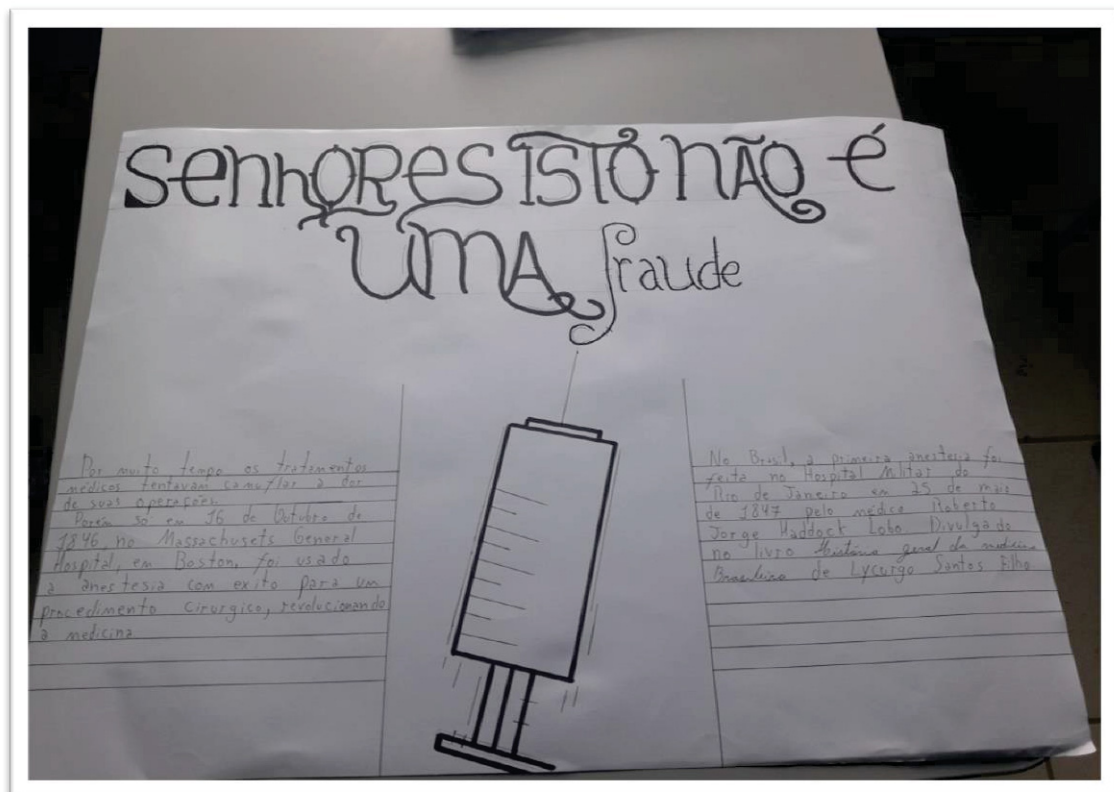 Senhores isto não é
uma fraude
Por muito tempo os tratamentos
médicos tentavam camuflar a dor
de suas operações.
Porém só em 16 de Outubro de
1846, no Massachusets General
Hospital, em Boston, foi usado
a anestesia com exito para um
procedimento cirurgico, revolucionando
a medicina
No Brasil, a primeira anestesia foi
feita no Hospital Militar do
Rio de Janeiro em 25 de maio
de 1847 pelo médico Roberto
Jorge Haddock Lobo Divulgado
no livro História geral da medicina
Brasileira de Lycurgo Santos Filho